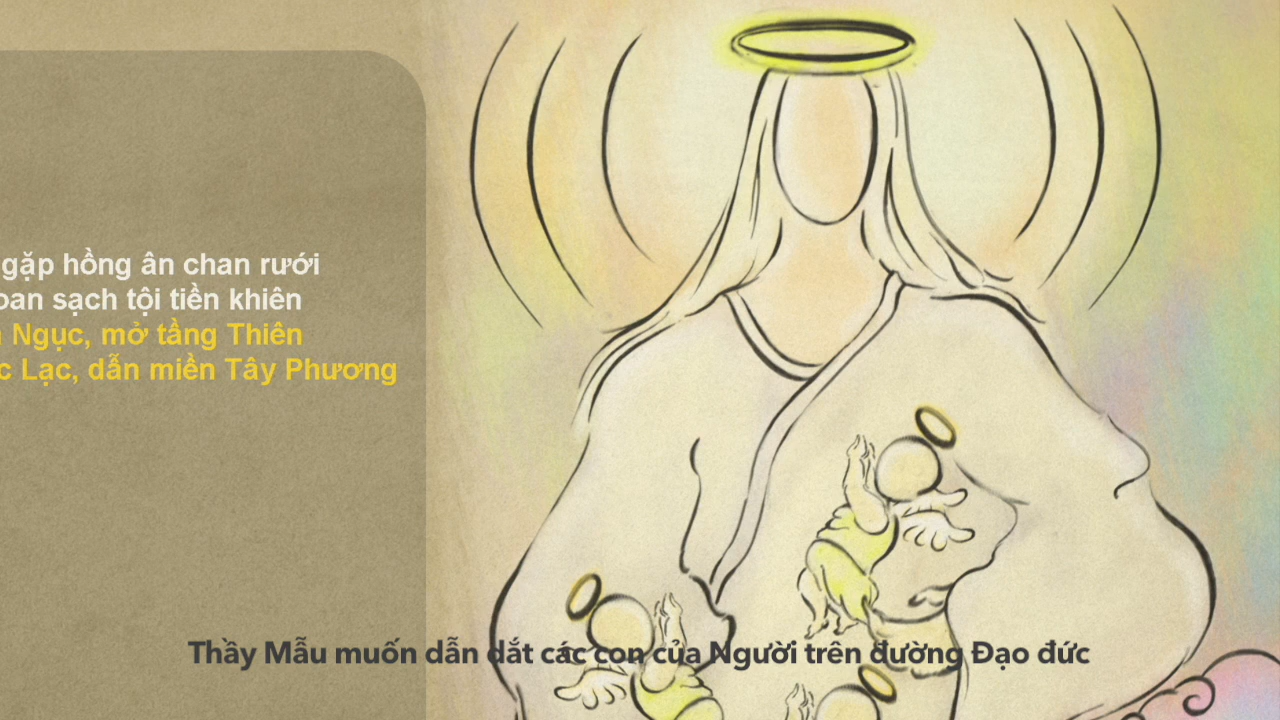 gặp hồng ân chan rưới
oan sạch tội tiền khiên
Ngục, mở tầng Thiên
c Lạc, dẫn miền Tây Phương
Thầy Mẫu muốn dẫn dắt các con của Người trên đường Đạo đức